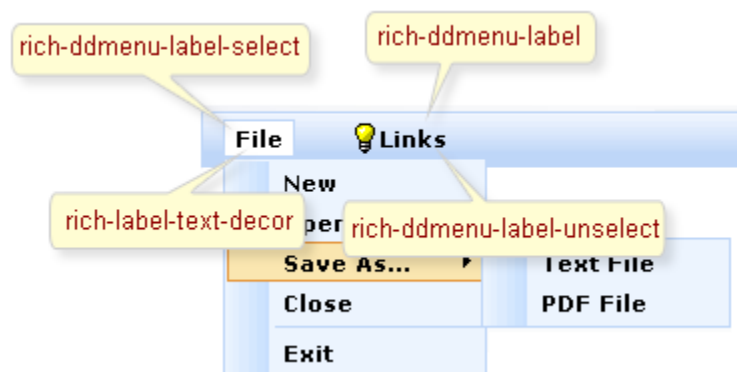 rich-ddmenu-label-select
rich-ddmenu-label
File
Links
New
rich-label-text-decor
rich-ddmenu-label-unselect
Save As...
Text File
Close
PDF File
Exit